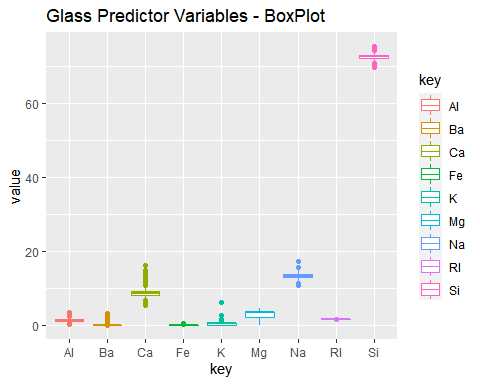 Glass Predictor Variables - BoxPlot
value
60
40
20
0
Al Ba Ca Fe K Mg Na RI Si
key
key
Al
Ba
Ca
Fe
K
Mg
Na
RI
Si